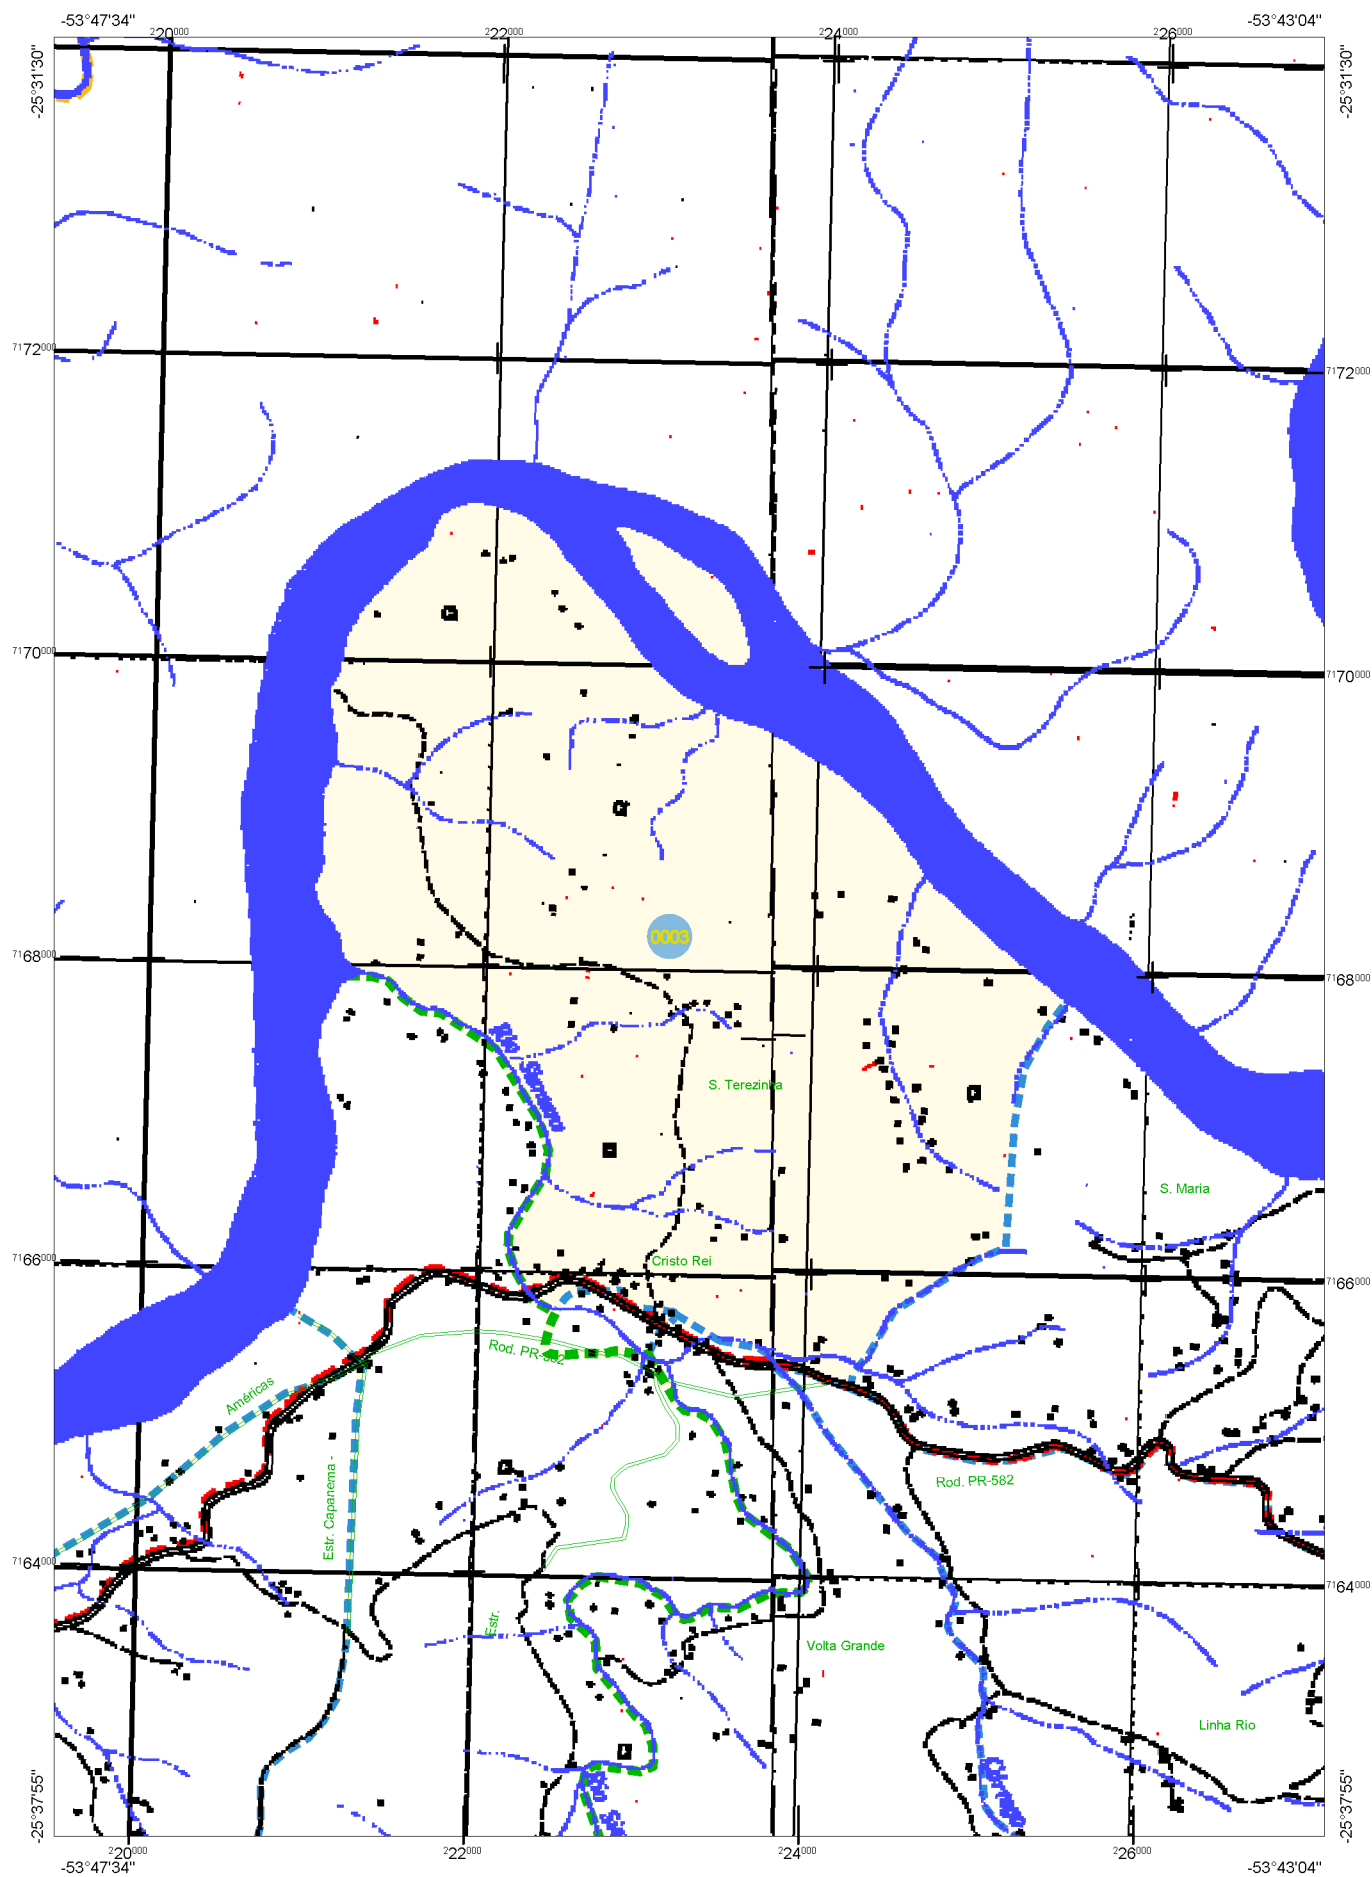 -53°47'34"
-53°43'04"
220000
222000
224000
226000
-25°31'30"
-25°31'30"
7172000
7172000
7170000
7170000
0003
7168000
7168000
S. Terezinha
S. Maria
Cristo Rei
7166000
7166000
Rod. PR-582
Américas
Estr. Capanema -
Rod. PR-582
7164000
7164000
Estr.
Volta Grande
Linha Rio
-25°37'55"
-25°37'55"
220000
222000
224000
226000
-53°47'34"
-53°43'04"